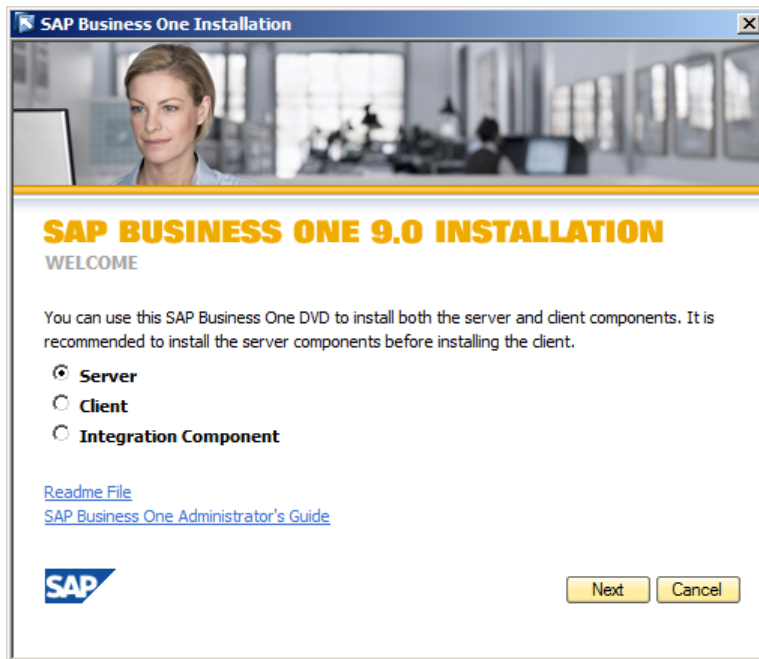 SAP Business One Installation
SAP BUSINESS ONE 9.0 INSTALLATION
WELCOME
You can use this SAP Business One DVD to install both the server and client components. It is
recommended to install the server components before installing the client.
Server
Client
Integration Component
Readme File
SAP Business One Administrator's Guide
SAP
Next
Cancel